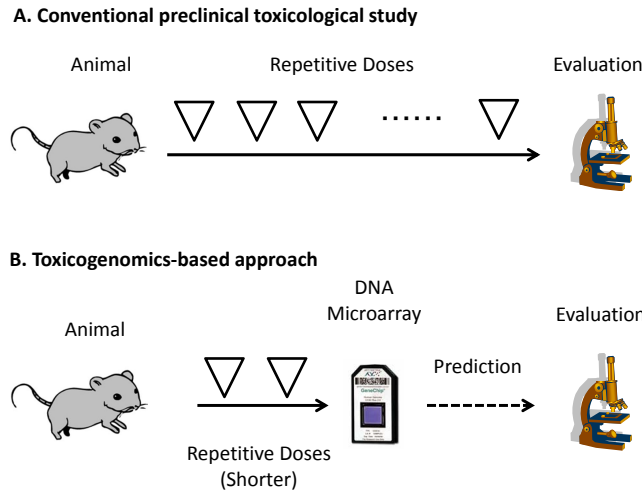 A. Conventional preclinical toxicological study
Animal
Repetitive Doses
Evaluation
......
B. Toxicogenomics-based approach
DNA
Microarray
Animal
Evaluation
Prediction
GeneChip
Repetitive Doses
(Shorter)